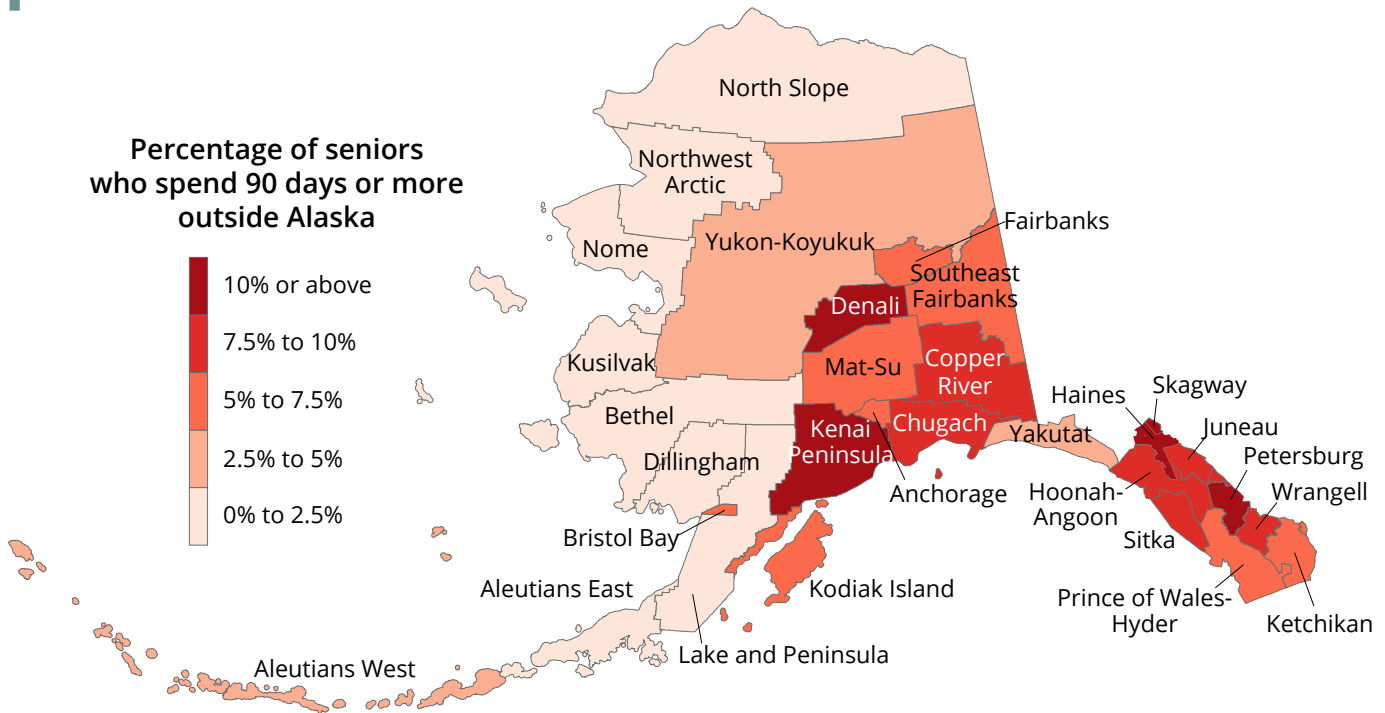 North Slope
Percentage of seniors
who spend 90 days or more
outside Alaska
10% or above
7.5% to 10%
5% to 7.5%
2.5% to 5%
0% to 2.5%
Northwest
Arctic
Nome
Yukon-Koyukuk
Fairbanks
Southeast
Fairbanks
Denali
Kusilvak
Mat-Su
Copper
River
Bethel
Kenai
Peninsula
Chugach
Yakutat
Haines
Skagway
Juneau
Petersburg
Wrangell
Dillingham
Anchorage
Hoonah-
Angoon
Sitka
Bristol Bay
Aleutians East
Kodiak Island
Prince of Wales-
Hyder
Ketchikan
Lake and Peninsula
Aleutians West